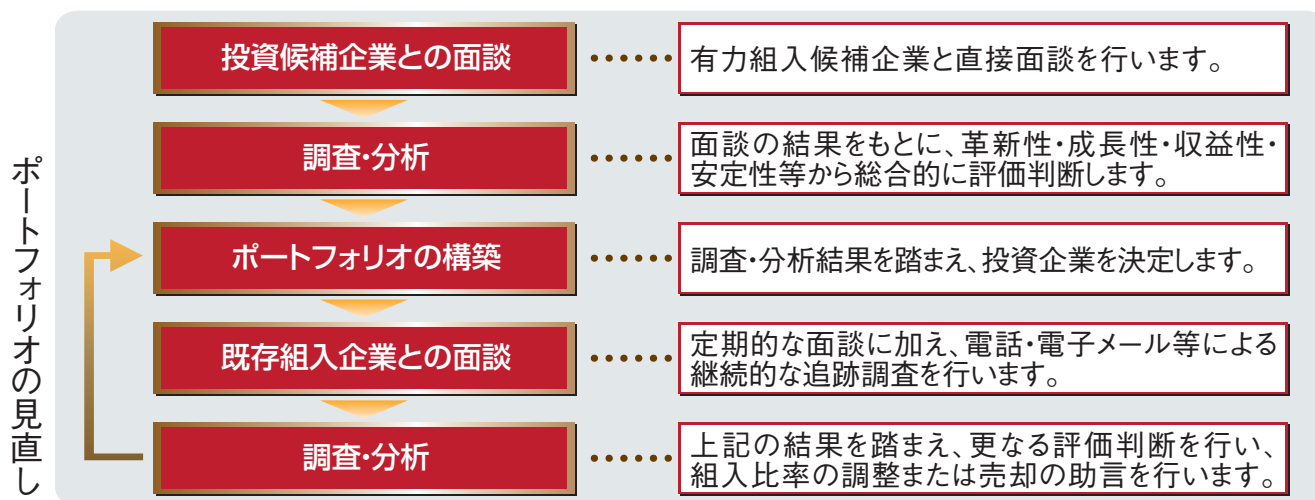 投資候補企業との面談
有力組入候補企業と直接面談を行います。
調査・分析
面談の結果をもとに、革新性・成長性・収益性・
安定性等から総合的に評価判断します。
ポートフォリオの構築
調査・分析結果を踏まえ、投資企業を決定します。
既存組入企業との面談
定期的な面談に加え、電話・電子メール等による
継続的な追跡調査を行います。
調査・分析
上記の結果を踏まえ、更なる評価判断を行い、
組入比率の調整または売却の助言を行います。
ポートフォリオの見直し